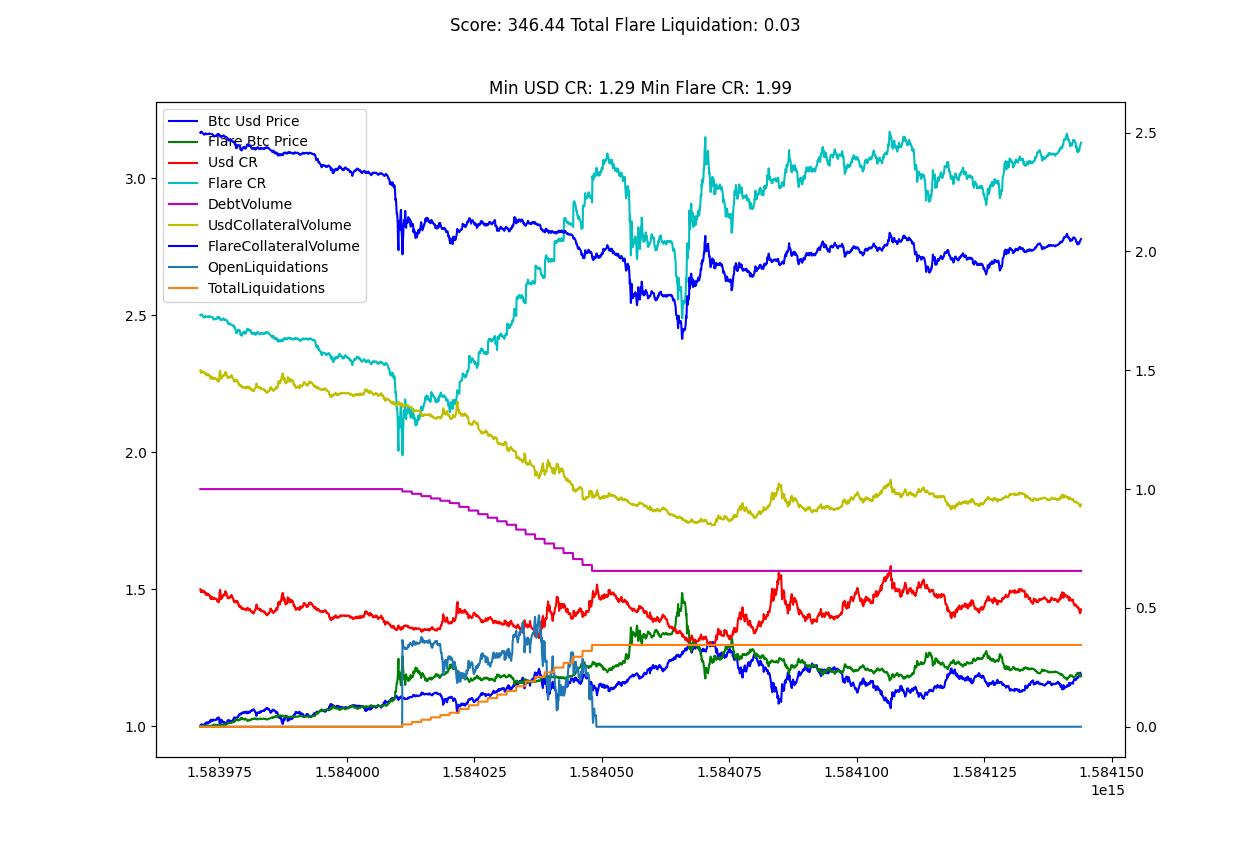 Score: 346.44 Total Flare Liquidation: 0.03
Min USD CR: 1.29 Min Flare CR: 1.99
Btc Usd Price
Flare Btc Price
Usd CR
Flare CR
DebtVolume
UsdCollateralVolume
FlareCollateralVolume
OpenLiquidations
TotalLiquidations
3.0
2.5
2.0
1.5
1.0
2.5
2.0
1.5
1.0
0.5
0.0
1.583975 1.584000 1.584025 1.584050 1.584075 1.584100 1.584125 1.584150
1e15